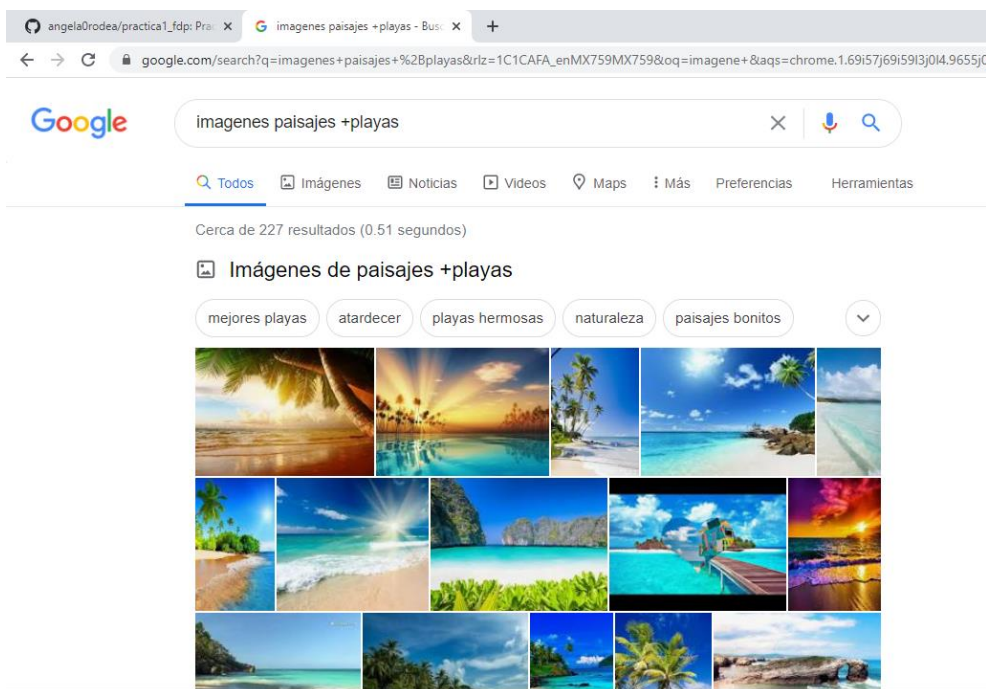 angela0rodea/practica1_fdp: Pra
imagenes paisajes +playas - Bus
google.com/search?q=imagenes+paisajes+%2Bplayas&rlz=1C1CAFA_enMX759MX759&oq=imagene+&aqs=chrome.1.69i57j69i59l3j0l4.9655j0
Google
imagenes paisajes +playas
Todos Imágenes Noticias Videos Maps Más Preferencias Herramientas
Cerca de 227 resultados (0.51 segundos)
Imágenes de paisajes +playas
mejores playas atardecer playas hermosas naturaleza paisajes bonitos